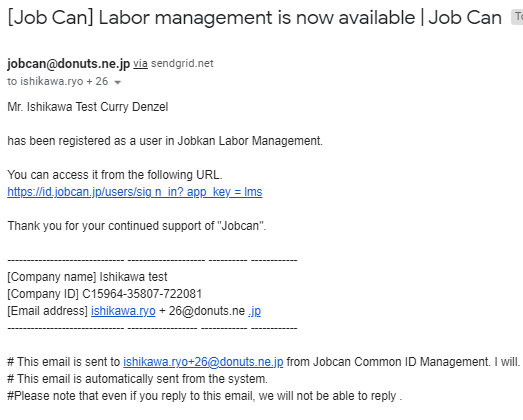 [Job Can] Labor management is now available | Job Can
jobcan@donuts.ne.jp via sendgrid.net
to ishikawa.ryo + 26
Mr. Ishikawa Test Curry Denzel
has been registered as a user in Jobkan Labor Management.
You can access it from the following URL.
https://id.jobcan.jp/users/sig n_in? app_key = lms
Thank you for your continued support of "Jobcan".
------------------------------ -------------------- ---------- ------------
[Company name] Ishikawa test
[Company ID] C15964-35807-722081
[Email address] ishikawa.ryo + 26@donuts.ne .jp
------------------------------ ------------------ ------------ ------------
# This email is sent to ishikawa.ryo+26@donuts.ne.jp from Jobcan Common ID Management. I will.
# This email is automatically sent from the system.
#Please note that even if you reply to this email, we will not be able to reply .